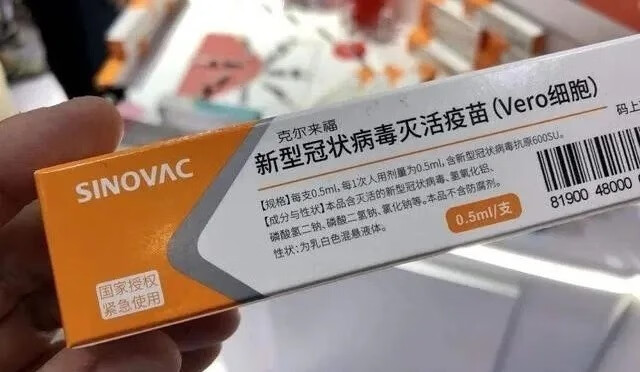 SINOVAC
国家授权
紧急使用
克尔来福
新型冠状病毒灭活疫苗(Vero细胞)
【规格】每支0.5ml, 每1次人用剂量为0.5ml, 含新型冠状病毒抗原600SU。
【成分与性状】本品含灭活的新型冠状病毒、氢氧化铝、
磷酸氢二钠、磷酸二氢钠、氯化钠等。本品不含防腐剂。
性状:为乳白色混悬液体。
0.5ml/支
码上
81900 48000